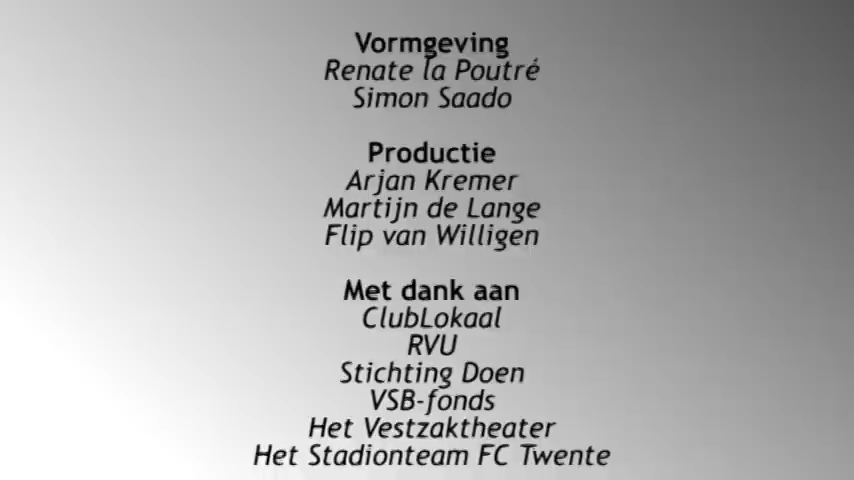 Vormgeving
Renate la Poutré
Simon Saado
Productie
Arjan Kremer
Martijn de Lange
Flip van Willigen
Met dank aan
ClubLokaal
RVU
Stichting Doen
VSB-fonds
Het Vestzaktheater
Het Stadionteam FC Twente